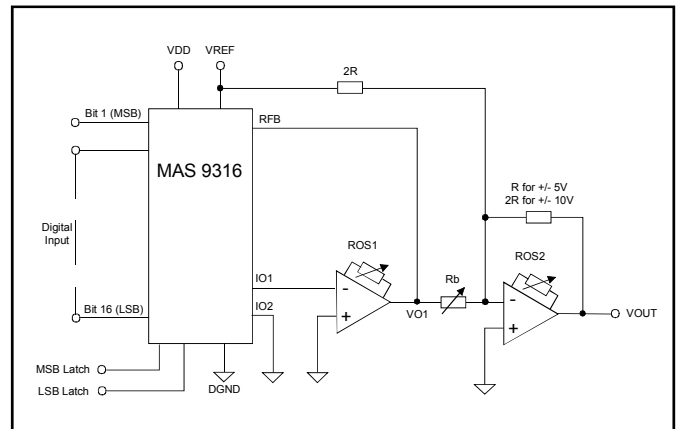 VDD
VREF
2R
Bit 1 (MSB)
RFB
MAS 9316
R for +/- 5V
2R for +/- 10V
Digital
Input
ROS1
ROS2
Rb
IO1
-
-
IO2
+
VO1
+
VOUT
Bit 16 (LSB)
MSB Latch
DGND
LSB Latch